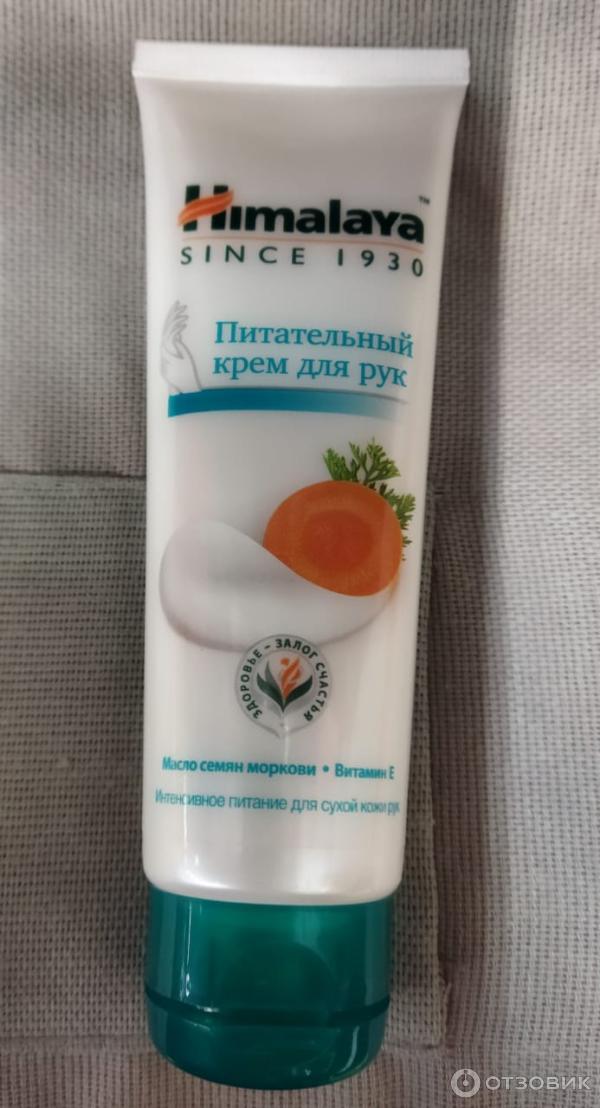 Himalaya™
SINCE 1930
Питательный
крем для рук
ЗДОРОВЬЕ – ЗАЛОГ СЧАСТЬЯ
Масло семян моркови • Витамин Е
Интенсивное питание для сухой кожи рук
ОТЗОВИК